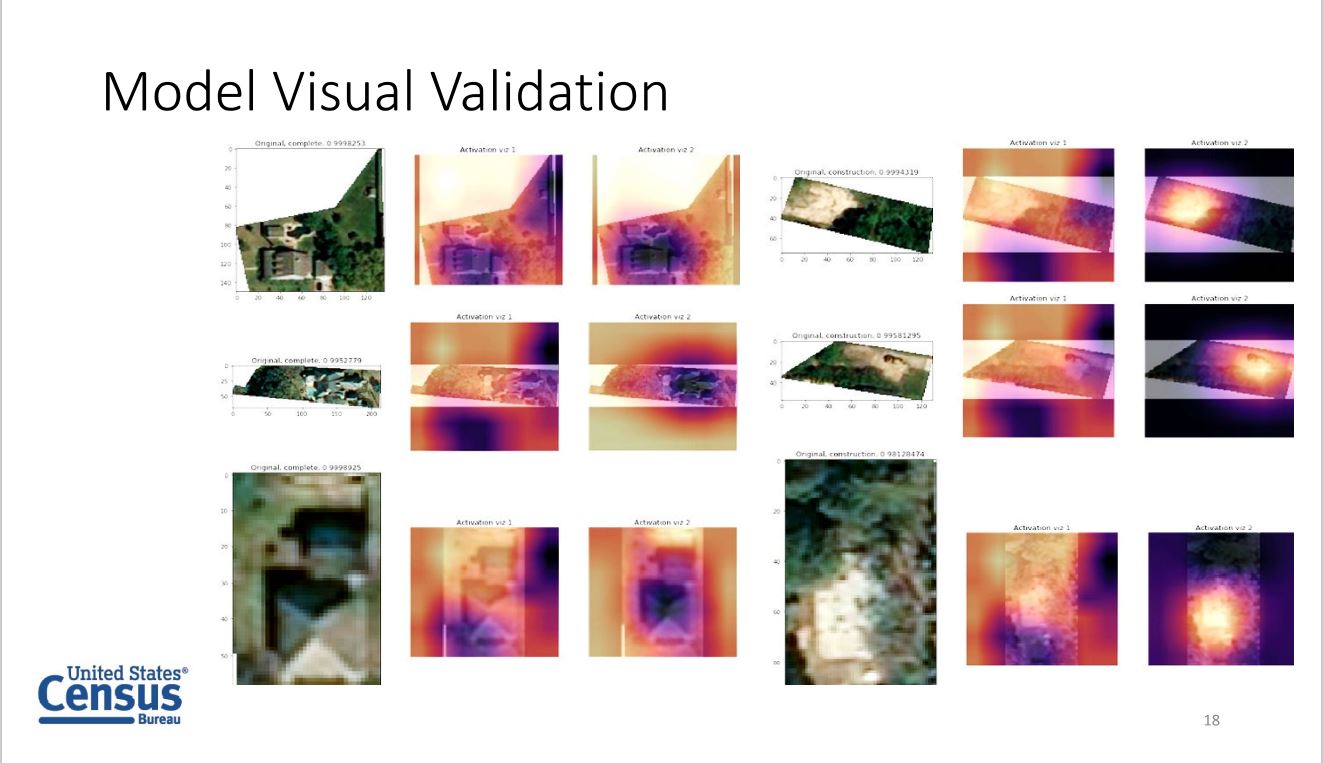 Model Visual Validation
Original, complete, 0.9998253
Activation viz 1
Activation viz 2
0
20
40
60
80
100
120
140
0 20 40 60 80 100 120
Original, construction, 0.9994319
Activation viz 1
Activation viz 2
0
20
40
60
0 20 40 60 80 100 120
Original, complete, 0.9952779
Activation viz 1
Activation viz 2
0
25
50
0 50 100 150 200
Original, construction, 0.99581295
Activation viz 1
Activation viz 2
0
20
40
0 20 40 60 80 100 120
Original, complete, 0.9998925
Activation viz 1
Activation viz 2
0
10
20
30
40
50
Original, construction, 0.98128474
Activation viz 1
Activation viz 2
0
20
40
60
80
United States®
Census
Bureau
18